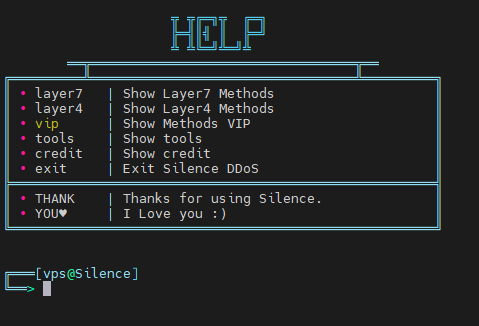 HELP
• layer7 | Show Layer7 Methods
• layer4 | Show Layer4 Methods
• vip | Show Methods VIP
• tools | Show tools
• credit | Show credit
• exit | Exit Silence DDoS
• THANK | Thanks for using Silence.
• YOU♥ | I Love you :)
[vps@Silence]
>